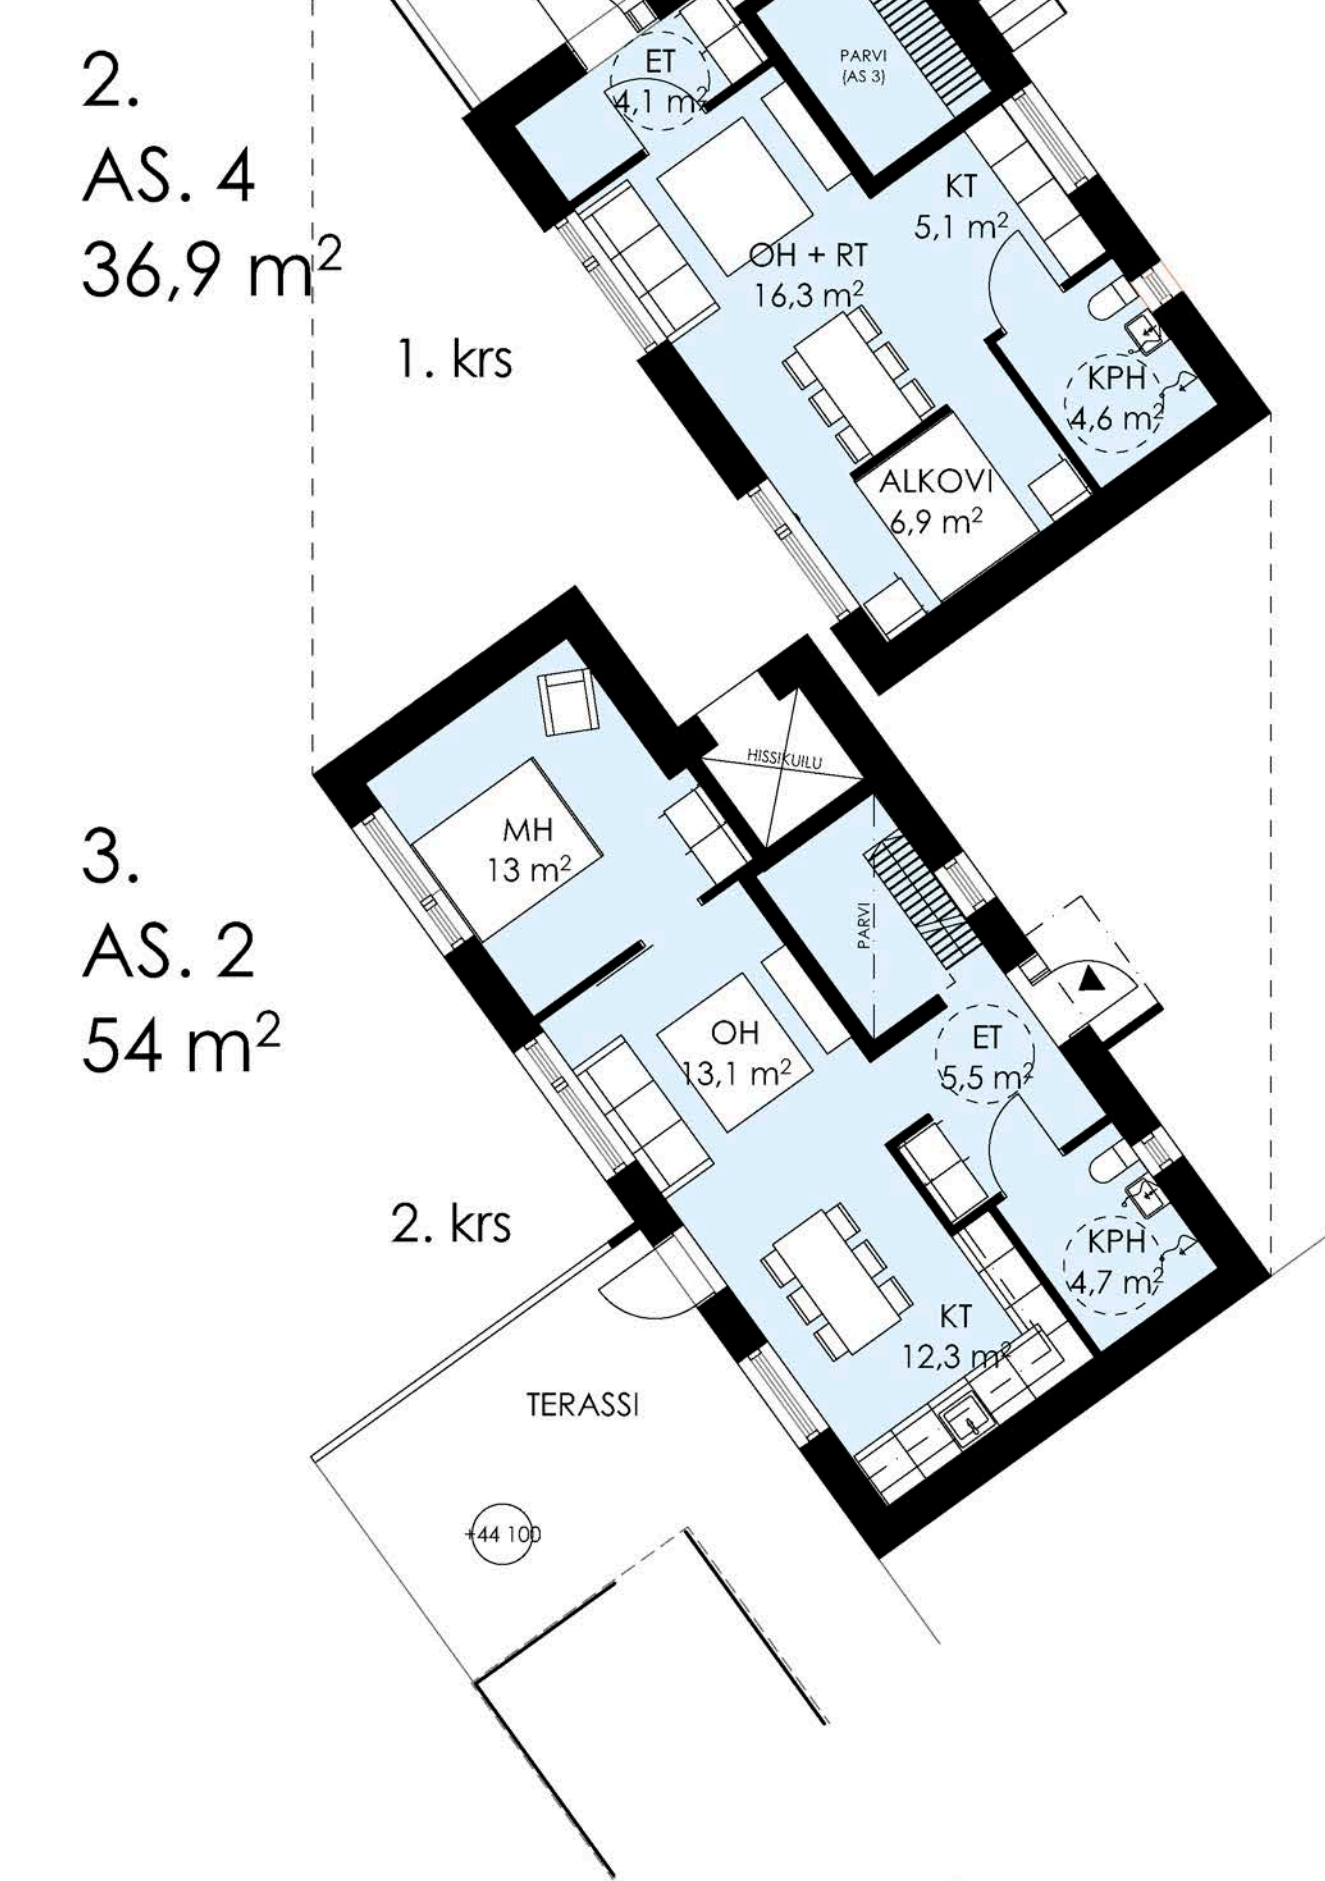 2.
AS. 4
36,9 m²
1. krs
ET
4,1 m²
PARVI
(AS 3)
KT
5,1 m²
OH + RT
16,3 m²
KPH
4,6 m²
ALKOVI
6,9 m²
3.
AS. 2
54 m²
2. krs
HISSIKUILU
MH
13 m²
PARVI
OH
13,1 m²
ET
5,5 m²
KPH
4,7 m²
KT
12,3 m²
TERASSI
+44 100